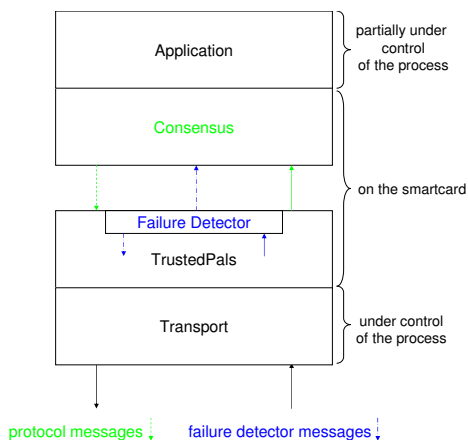 Application
partially under
control
of the process
Consensus
on the smartcard
Failure Detector
TrustedPals
Transport
under control
of the process
protocol messages
failure detector messages